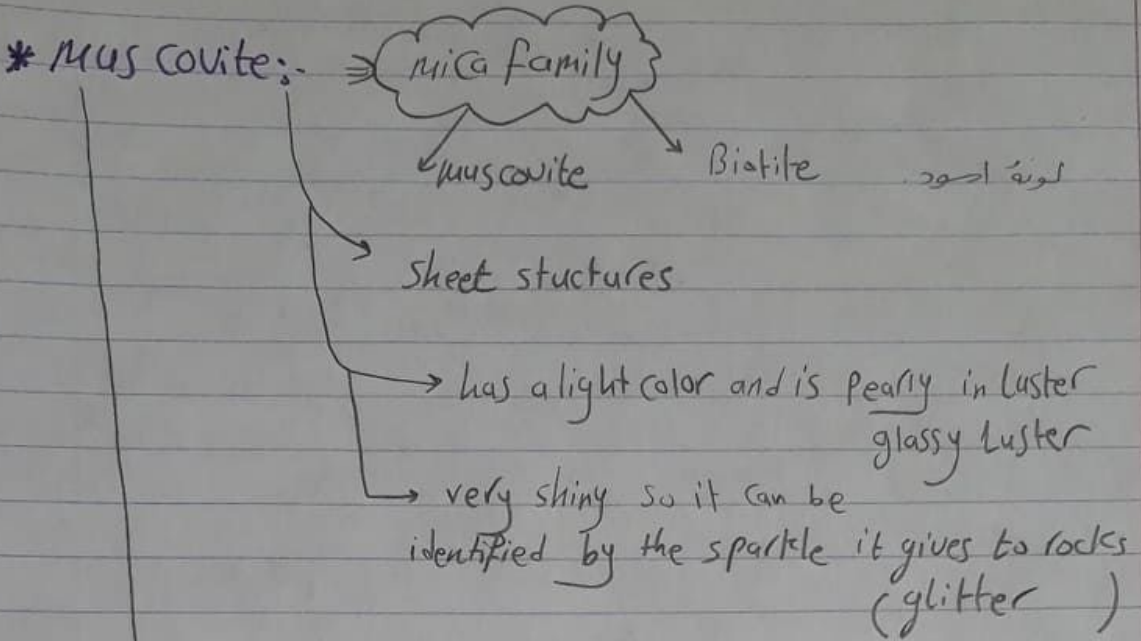 * Muscovite:- mica family
muscovite Biotite لونه اسود
Sheet stuctures
has a light color and is pearly in luster
glassy luster
very shiny so it can be
identified by the sparkle it gives to rocks
(glitter )